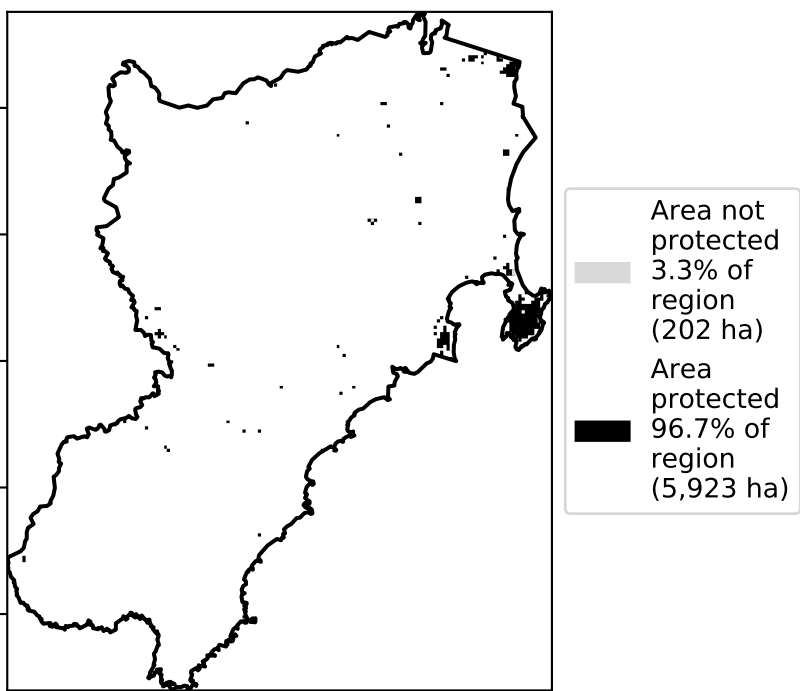 Area not
protected
3.3% of
region
(202 ha)
Area
protected
96.7% of
region
(5,923 ha)